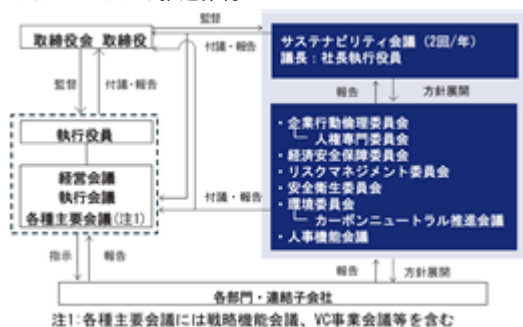 監督
取締役会 取締役
付議・報告
サステナビリティ会議(2回/年)
議長:社長執行役員
監督
付議・報告
報告
方針展開
執行役員
経営会議
執行会議
各種主要会議(注1)
付議・報告
・企業行動倫理委員会
人権専門委員会
・経済安全保障委員会
・リスクマネジメント委員会
・安全衛生委員会
・環境委員会
カーボンニュートラル推進会議
・人事機能会議
指示
報告
報告
方針展開
各部門・連結子会社
注1:各種主要会議には戦略機能会議、VC事業会議等を含む